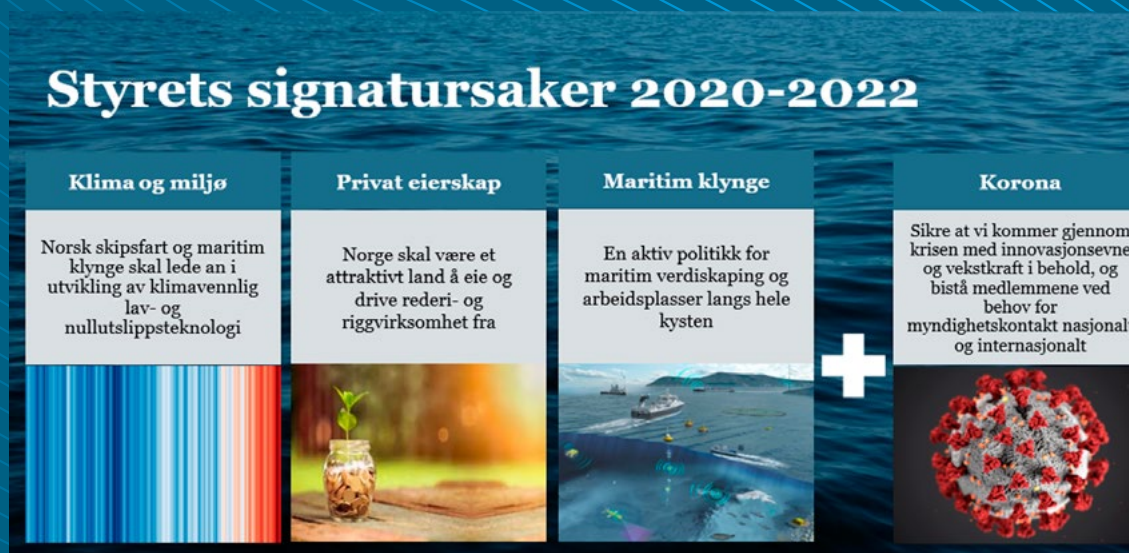 Styrets signatursaker 2020-2022
Klima og miljø
Norsk skipsfart og maritim
klynge skal lede an i
utvikling av klimavennlig
lav- og
nullutslippsteknologi
Privat eierskap
Norge skal være et
attraktivt land å eie og
drive rederi- og
riggvirksomhet fra
Maritim klynge
En aktiv politikk for
maritim verdiskaping og
arbeidsplasser langs hele
kysten
Korona
Sikre at vi kommer gjennom
krisen med innovasjonsevne
og vekstkraft i behold, og
bistå medlemmene ved
behov for
myndighetskontakt nasjonalt
og internasjonalt